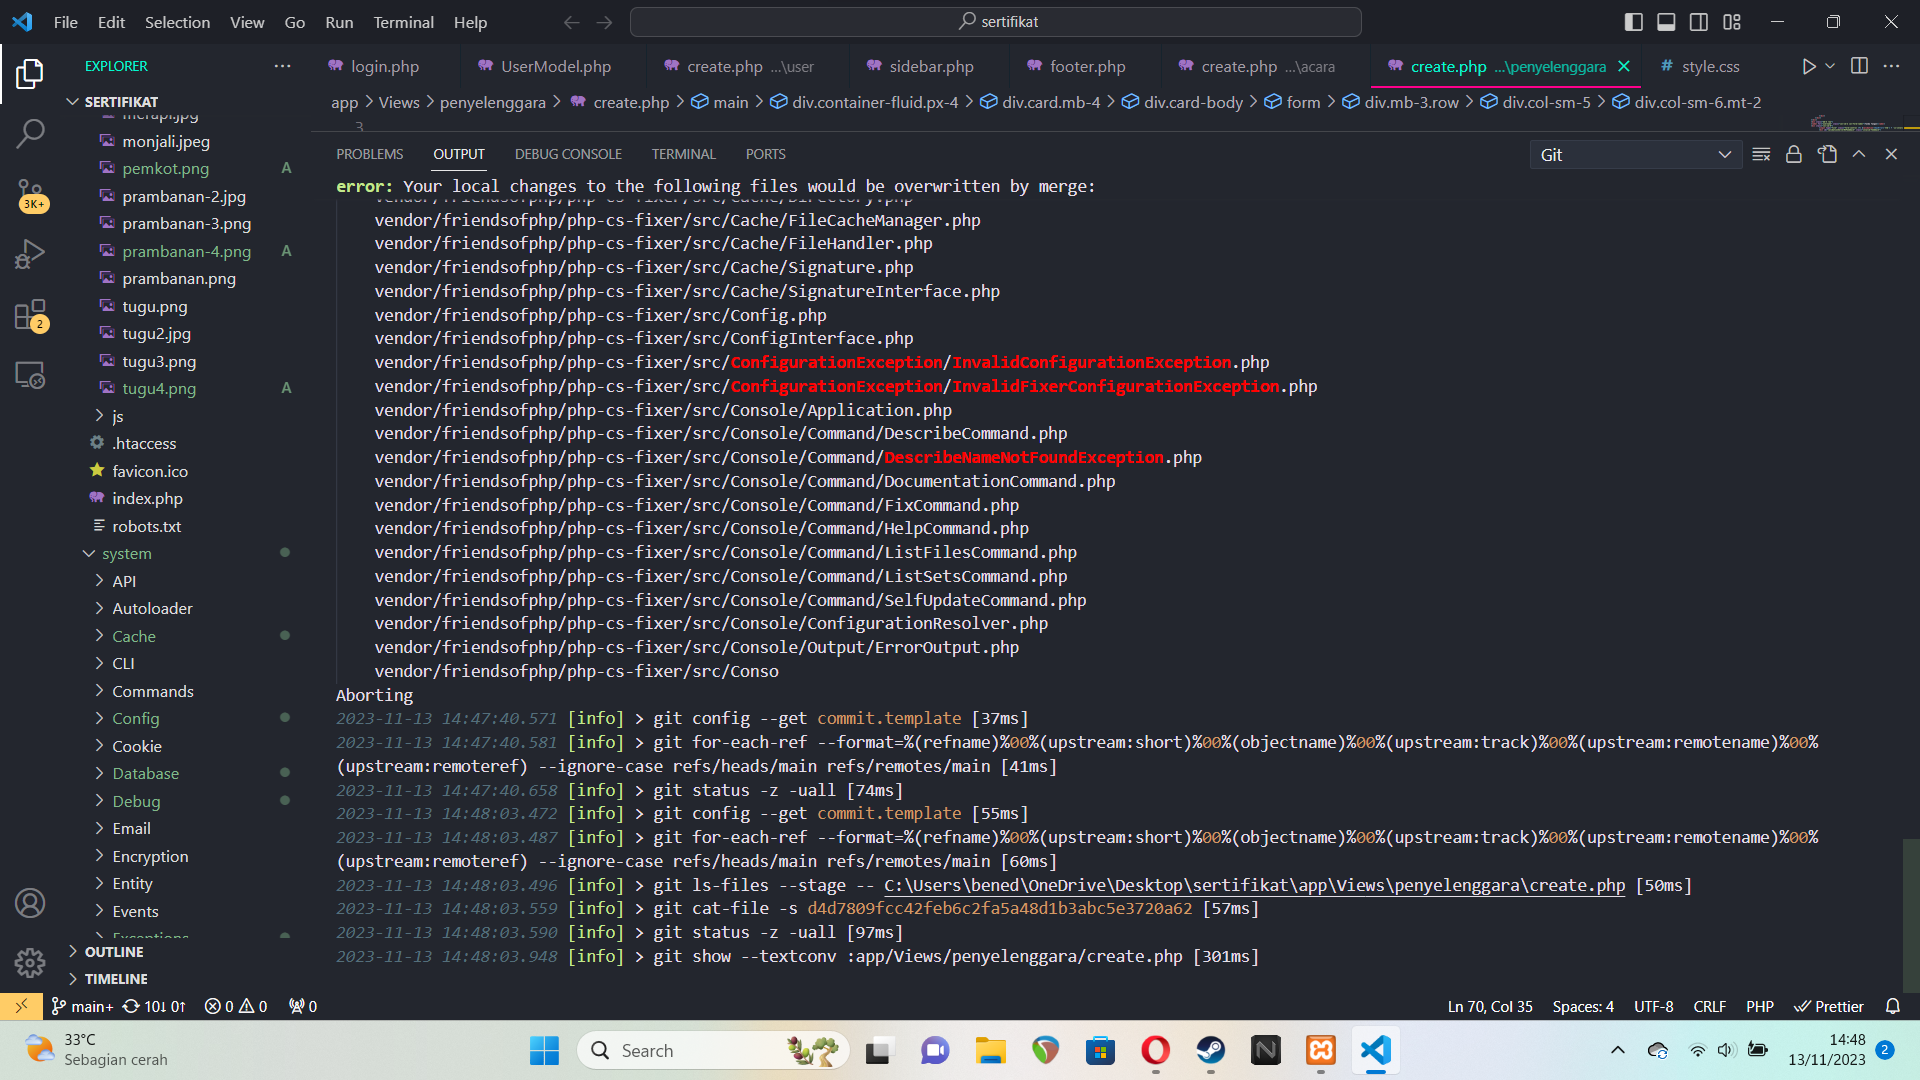 File Edit Selection View Go Run Terminal Help
sertifikat
EXPLORER
login.php
UserModel.php
create.php ...\user
sidebar.php
footer.php
create.php ...\acara
create.php ...\penyelenggara
# style.css
SERTIFIKAT
app > Views > penyelenggara > create.php > main > div.container-fluid.px-4 > div.card.mb-4 > div.card-body > form > div.mb-3.row > div.col-sm-5 > div.col-sm-6.mt-2
3
merapi.jpg
monjali.jpeg
pemkot.png A
prambanan-2.jpg
prambanan-3.png
prambanan-4.png A
prambanan.png
tugu.png
tugu2.jpg
tugu3.png
tugu4.png A
js
.htaccess
favicon.ico
index.php
robots.txt
system
API
Autoloader
Cache
CLI
Commands
Config
Cookie
Database
Debug
Email
Encryption
Entity
Events
Exceptions
OUTLINE
TIMELINE
3K+
2
PROBLEMS OUTPUT DEBUG CONSOLE TERMINAL PORTS
Git
error: Your local changes to the following files would be overwritten by merge:
vendor/friendsofphp/php-cs-fixer/src/Cache/Directory.php
vendor/friendsofphp/php-cs-fixer/src/Cache/FileCacheManager.php
vendor/friendsofphp/php-cs-fixer/src/Cache/FileHandler.php
vendor/friendsofphp/php-cs-fixer/src/Cache/Signature.php
vendor/friendsofphp/php-cs-fixer/src/Cache/SignatureInterface.php
vendor/friendsofphp/php-cs-fixer/src/Config.php
vendor/friendsofphp/php-cs-fixer/src/ConfigInterface.php
vendor/friendsofphp/php-cs-fixer/src/ConfigurationException/InvalidConfigurationException.php
vendor/friendsofphp/php-cs-fixer/src/ConfigurationException/InvalidFixerConfigurationException.php
vendor/friendsofphp/php-cs-fixer/src/Console/Application.php
vendor/friendsofphp/php-cs-fixer/src/Console/Command/DescribeCommand.php
vendor/friendsofphp/php-cs-fixer/src/Console/Command/DescribeNameNotFoundException.php
vendor/friendsofphp/php-cs-fixer/src/Console/Command/DocumentationCommand.php
vendor/friendsofphp/php-cs-fixer/src/Console/Command/FixCommand.php
vendor/friendsofphp/php-cs-fixer/src/Console/Command/HelpCommand.php
vendor/friendsofphp/php-cs-fixer/src/Console/Command/ListFilesCommand.php
vendor/friendsofphp/php-cs-fixer/src/Console/Command/ListSetsCommand.php
vendor/friendsofphp/php-cs-fixer/src/Console/Command/SelfUpdateCommand.php
vendor/friendsofphp/php-cs-fixer/src/Console/ConfigurationResolver.php
vendor/friendsofphp/php-cs-fixer/src/Console/Output/ErrorOutput.php
vendor/friendsofphp/php-cs-fixer/src/Conso
Aborting
2023-11-13 14:47:40.571 [info] > git config --get commit.template [37ms]
2023-11-13 14:47:40.581 [info] > git for-each-ref --format=%(refname)%00%(upstream:short)%00%(objectname)%00%(upstream:track)%00%(upstream:remotename)%00%
(upstream:remoteref) --ignore-case refs/heads/main refs/remotes/main [41ms]
2023-11-13 14:47:40.658 [info] > git status -z -uall [74ms]
2023-11-13 14:48:03.472 [info] > git config --get commit.template [55ms]
2023-11-13 14:48:03.487 [info] > git for-each-ref --format=%(refname)%00%(upstream:short)%00%(objectname)%00%(upstream:track)%00%(upstream:remotename)%00%
(upstream:remoteref) --ignore-case refs/heads/main refs/remotes/main [60ms]
2023-11-13 14:48:03.496 [info] > git ls-files --stage -- C:\Users\bened\OneDrive\Desktop\sertifikat\app\Views\penyelenggara\create.php [50ms]
2023-11-13 14:48:03.559 [info] > git cat-file -s d4d7809fcc42feb6c2fa5a48d1b3abc5e3720a62 [57ms]
2023-11-13 14:48:03.590 [info] > git status -z -uall [97ms]
2023-11-13 14:48:03.948 [info] > git show --textconv :app/Views/penyelenggara/create.php [301ms]
main+ 10↓ 0↑ 0 0 0
Ln 70, Col 35 Spaces: 4 UTF-8 CRLF PHP Prettier
33°C
Sebagian cerah
Search
14:48
13/11/2023
2